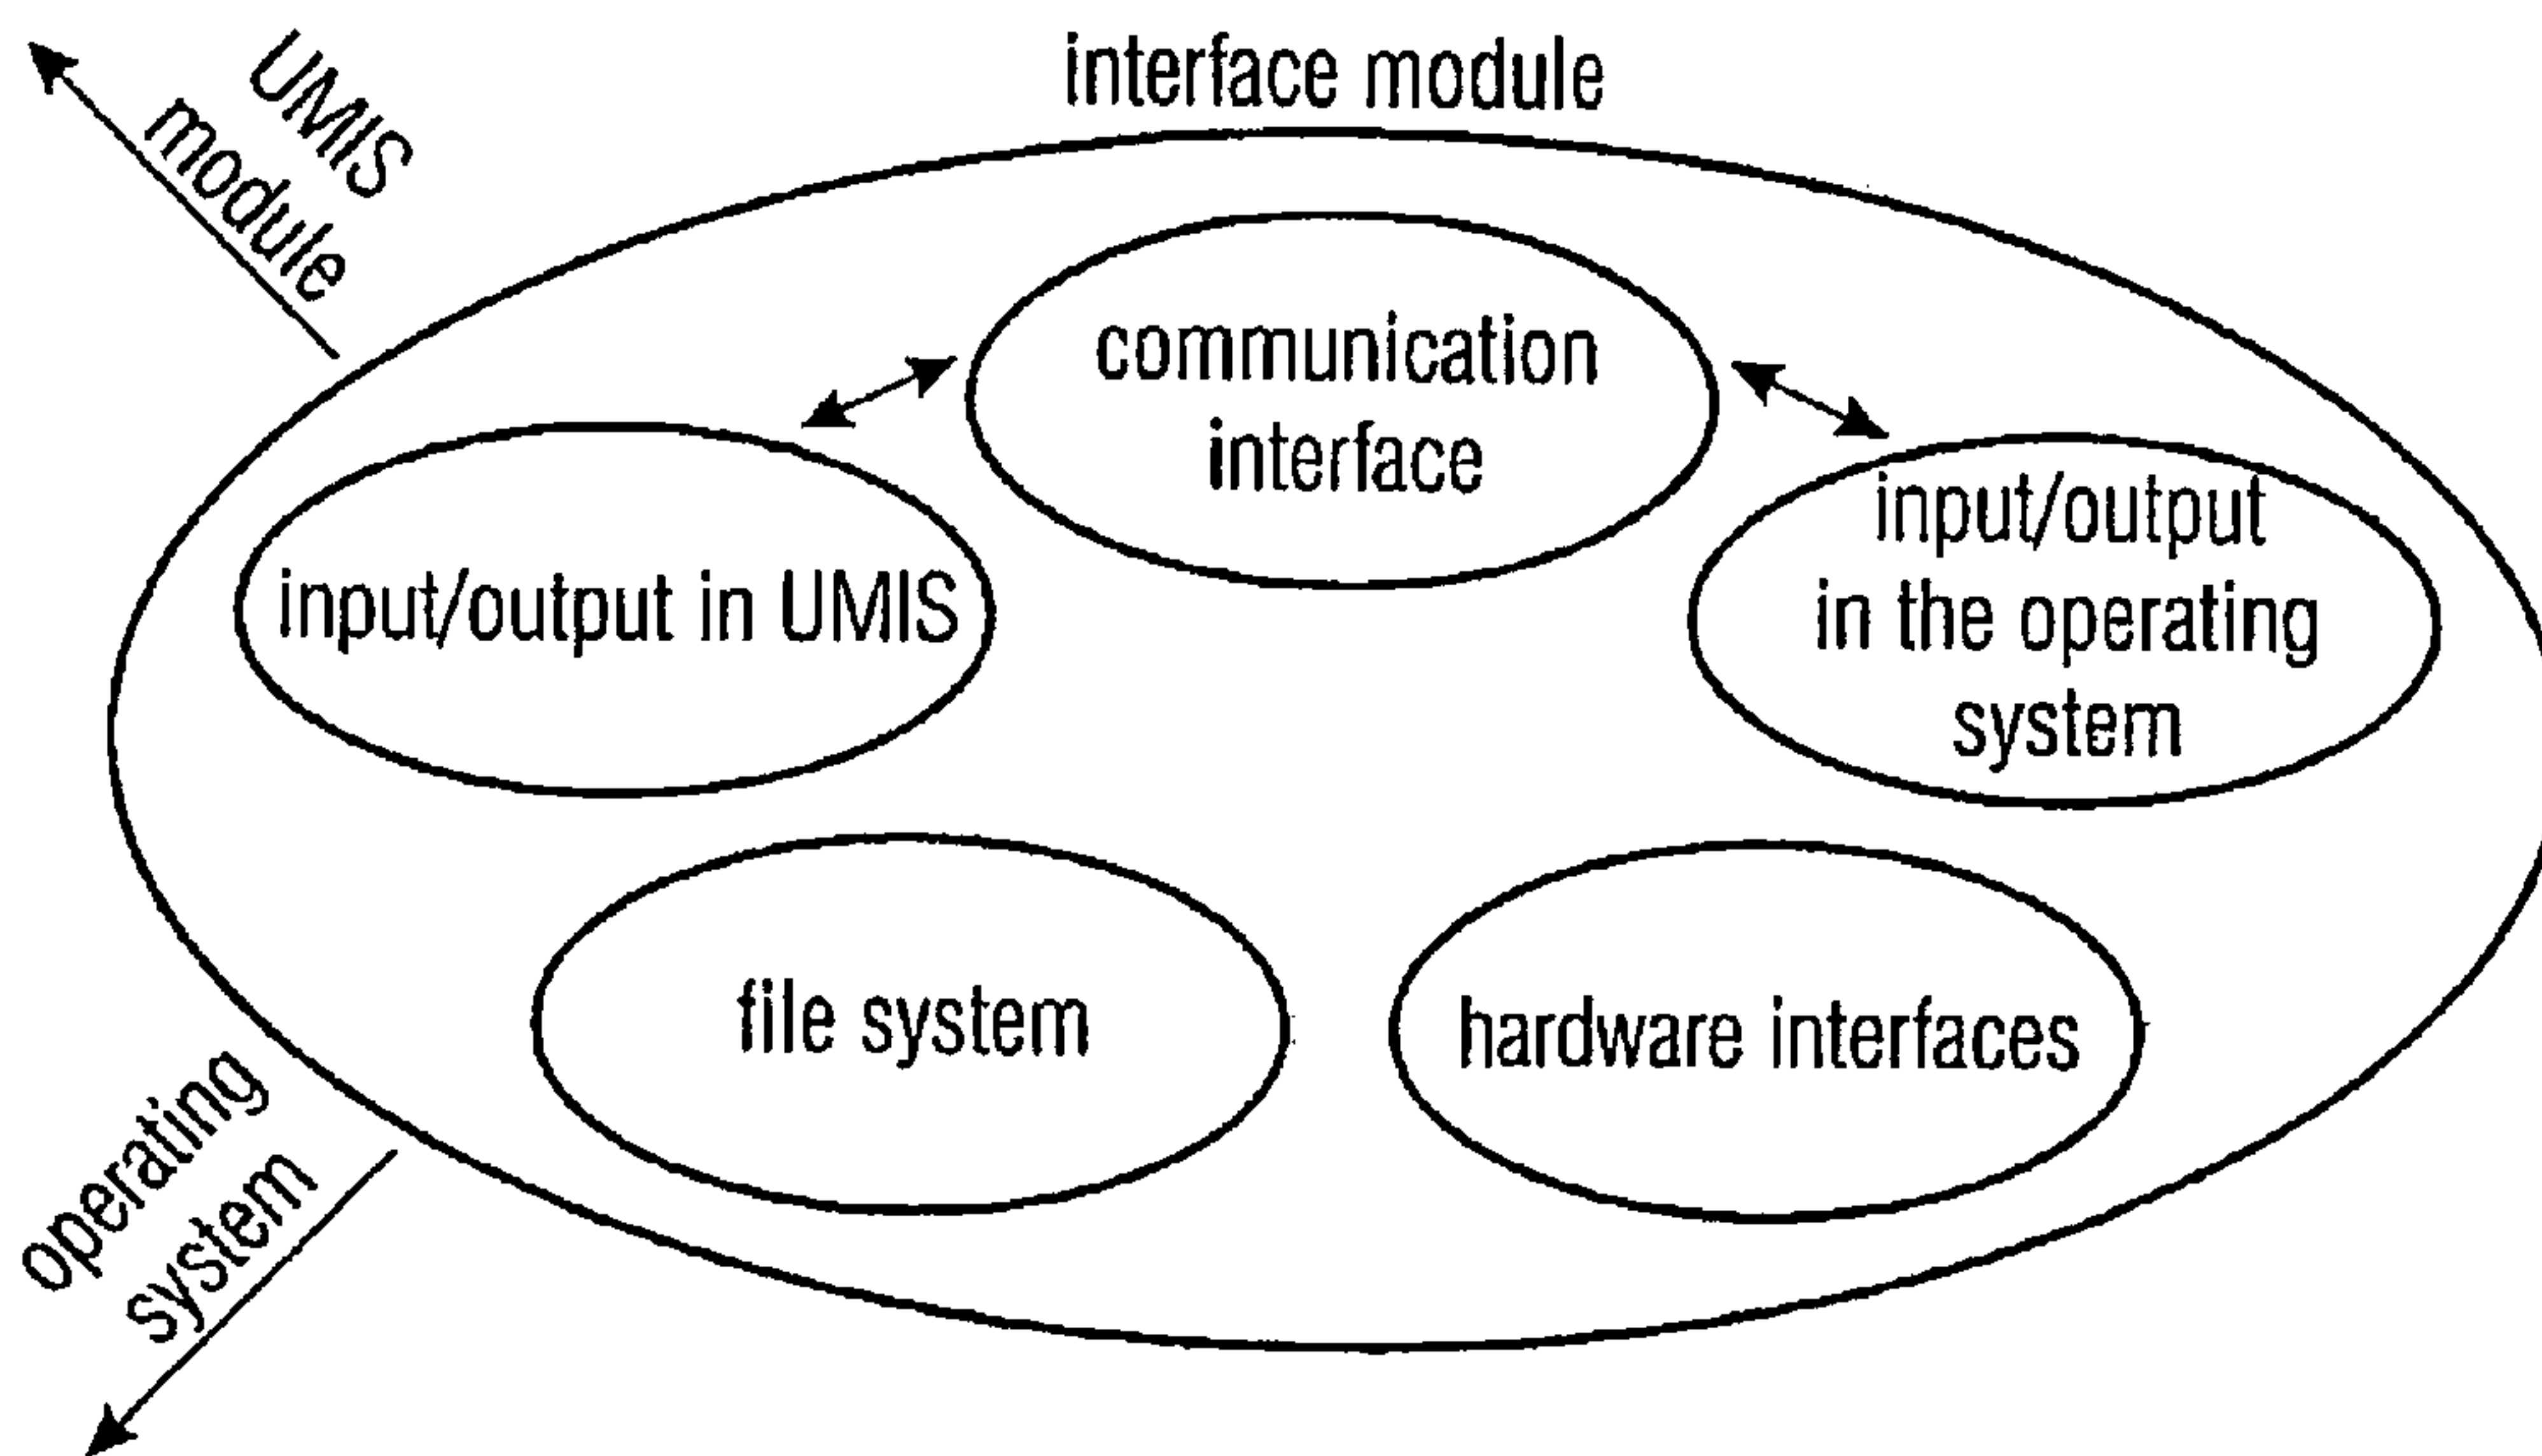 UMIS
module
interface module
communication
interface
input/output in UMIS
input/output
in the operating
system
file system
hardware interfaces
operating
system